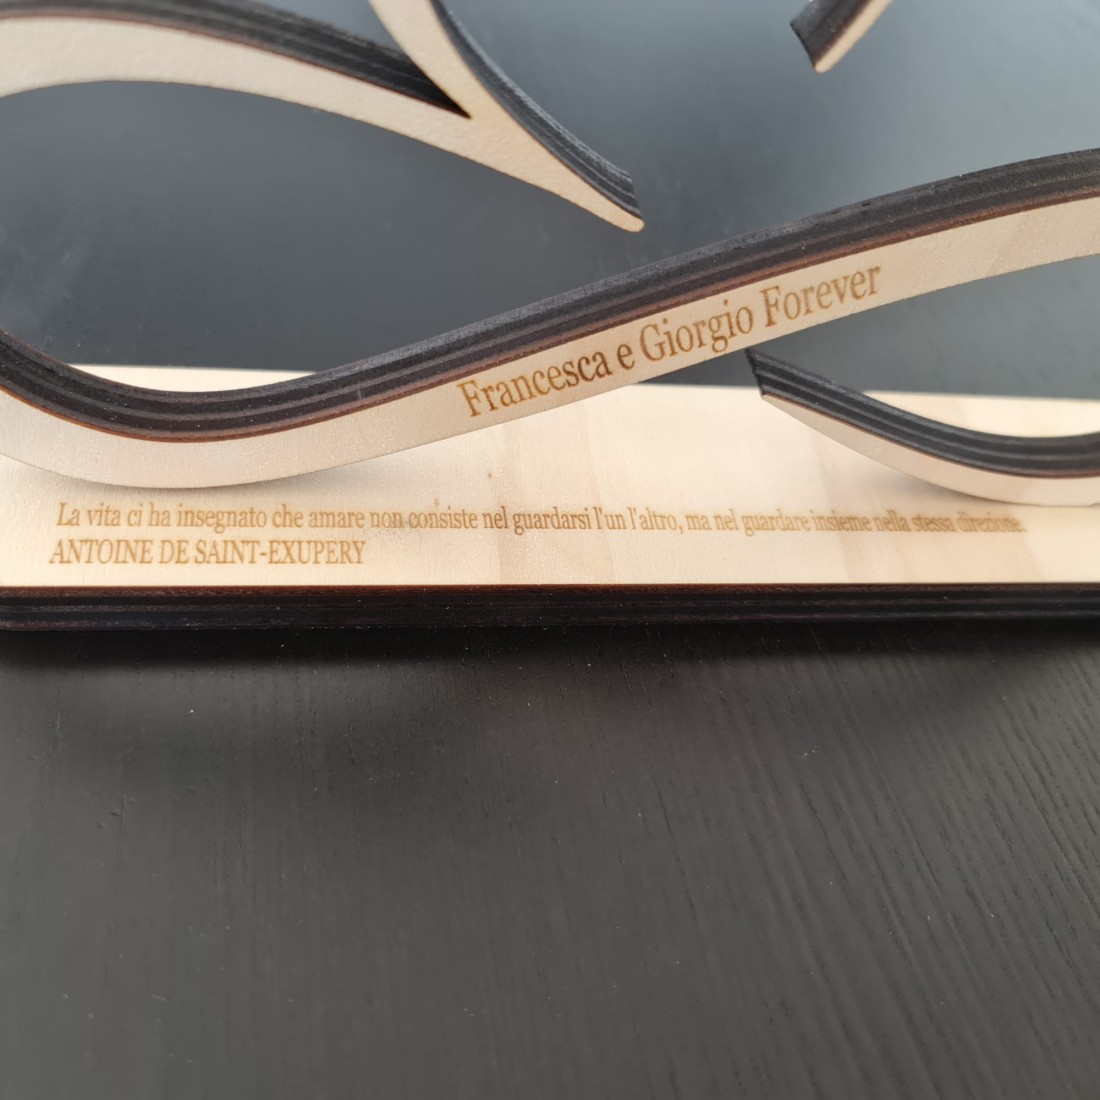 Francesca e Giorgio Forever
La vita ci ha insegnato che amare non consiste nel guardarsi l'un l'altro, ma nel guardare insieme nella stessa direzione.
ANTOINE DE SAINT-EXUPERY